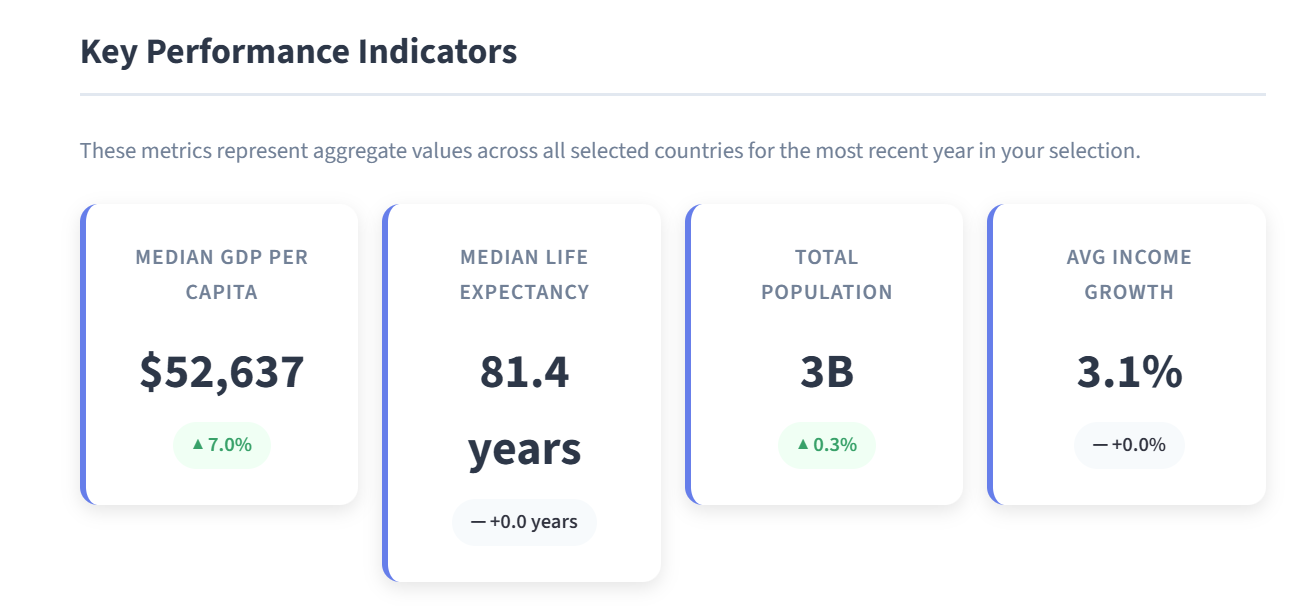 Key Performance Indicators
These metrics represent aggregate values across all selected countries for the most recent year in your selection.
MEDIAN GDP PER
CAPITA
$52,637
▲ 7.0%
MEDIAN LIFE
EXPECTANCY
81.4
years
— +0.0 years
TOTAL
POPULATION
3B
▲ 0.3%
AVG INCOME
GROWTH
3.1%
— +0.0%